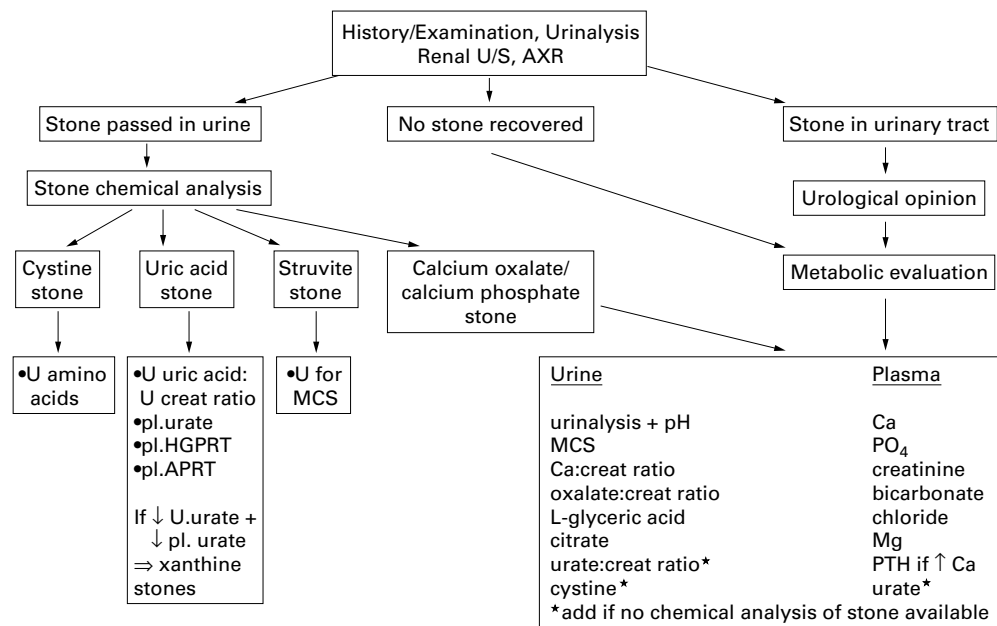 History/Examination, Urinalysis
Renal U/S, AXR
Stone passed in urine
No stone recovered
Stone in urinary tract
Stone chemical analysis
Urological opinion
Cystine
stone
Uric acid
stone
Struvite
stone
Calcium oxalate/
calcium phosphate
stone
Metabolic evaluation
•U amino
acids
•U uric acid:
U creat ratio
•pl.urate
•pl.HGPRT
•pl.APRT
If ↓ U.urate +
↓ pl. urate
⇒ xanthine
stones
•U for
MCS
Urine Plasma
urinalysis + pH Ca
MCS PO₄
Ca:creat ratio creatinine
oxalate:creat ratio bicarbonate
L-glyceric acid chloride
citrate Mg
urate:creat ratio★ PTH if ↑ Ca
cystine★ urate★
★add if no chemical analysis of stone available